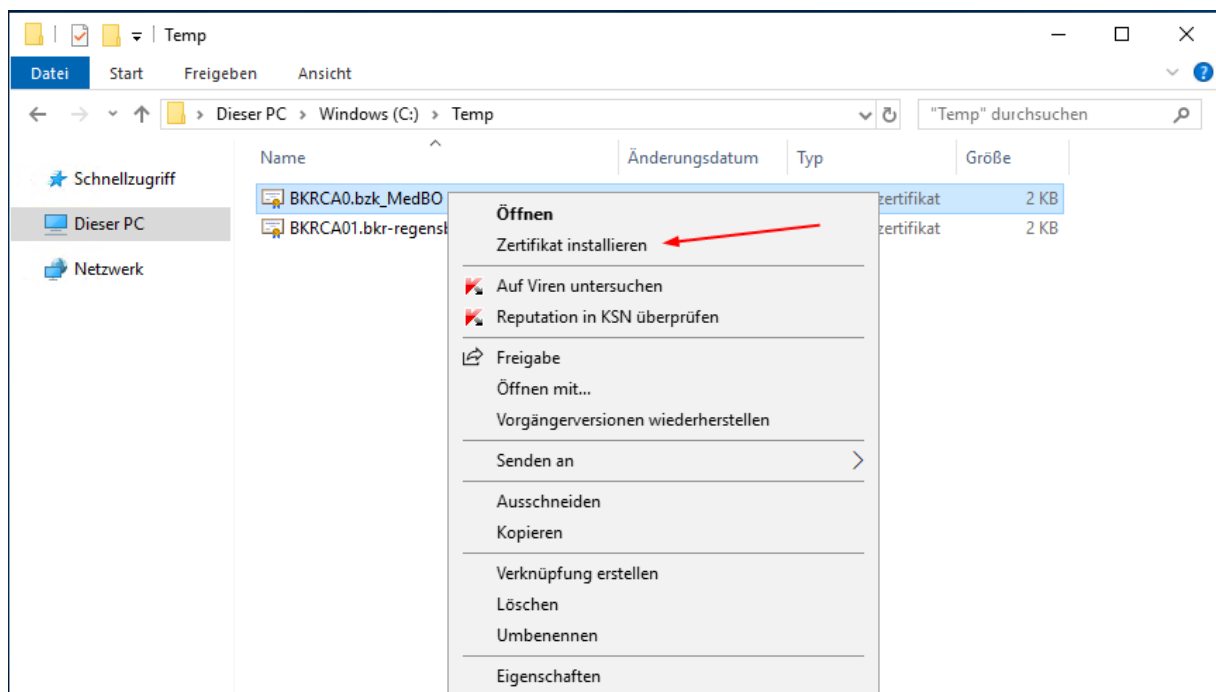 Temp
Datei Start Freigeben Ansicht
Dieser PC Windows (C:) Temp "Temp" durchsuchen
Name Änderungsdatum Typ Größe
Schnellzugriff
Dieser PC
Netzwerk
BKRCA0.bzk_MedBO zertifikat 2 KB
BKRCA01.bkr-regensb zertifikat 2 KB
Öffnen
Zertifikat installieren
Auf Viren untersuchen
Reputation in KSN überprüfen
Freigabe
Öffnen mit...
Vorgängerversionen wiederherstellen
Senden an
Ausschneiden
Kopieren
Verknüpfung erstellen
Löschen
Umbenennen
Eigenschaften